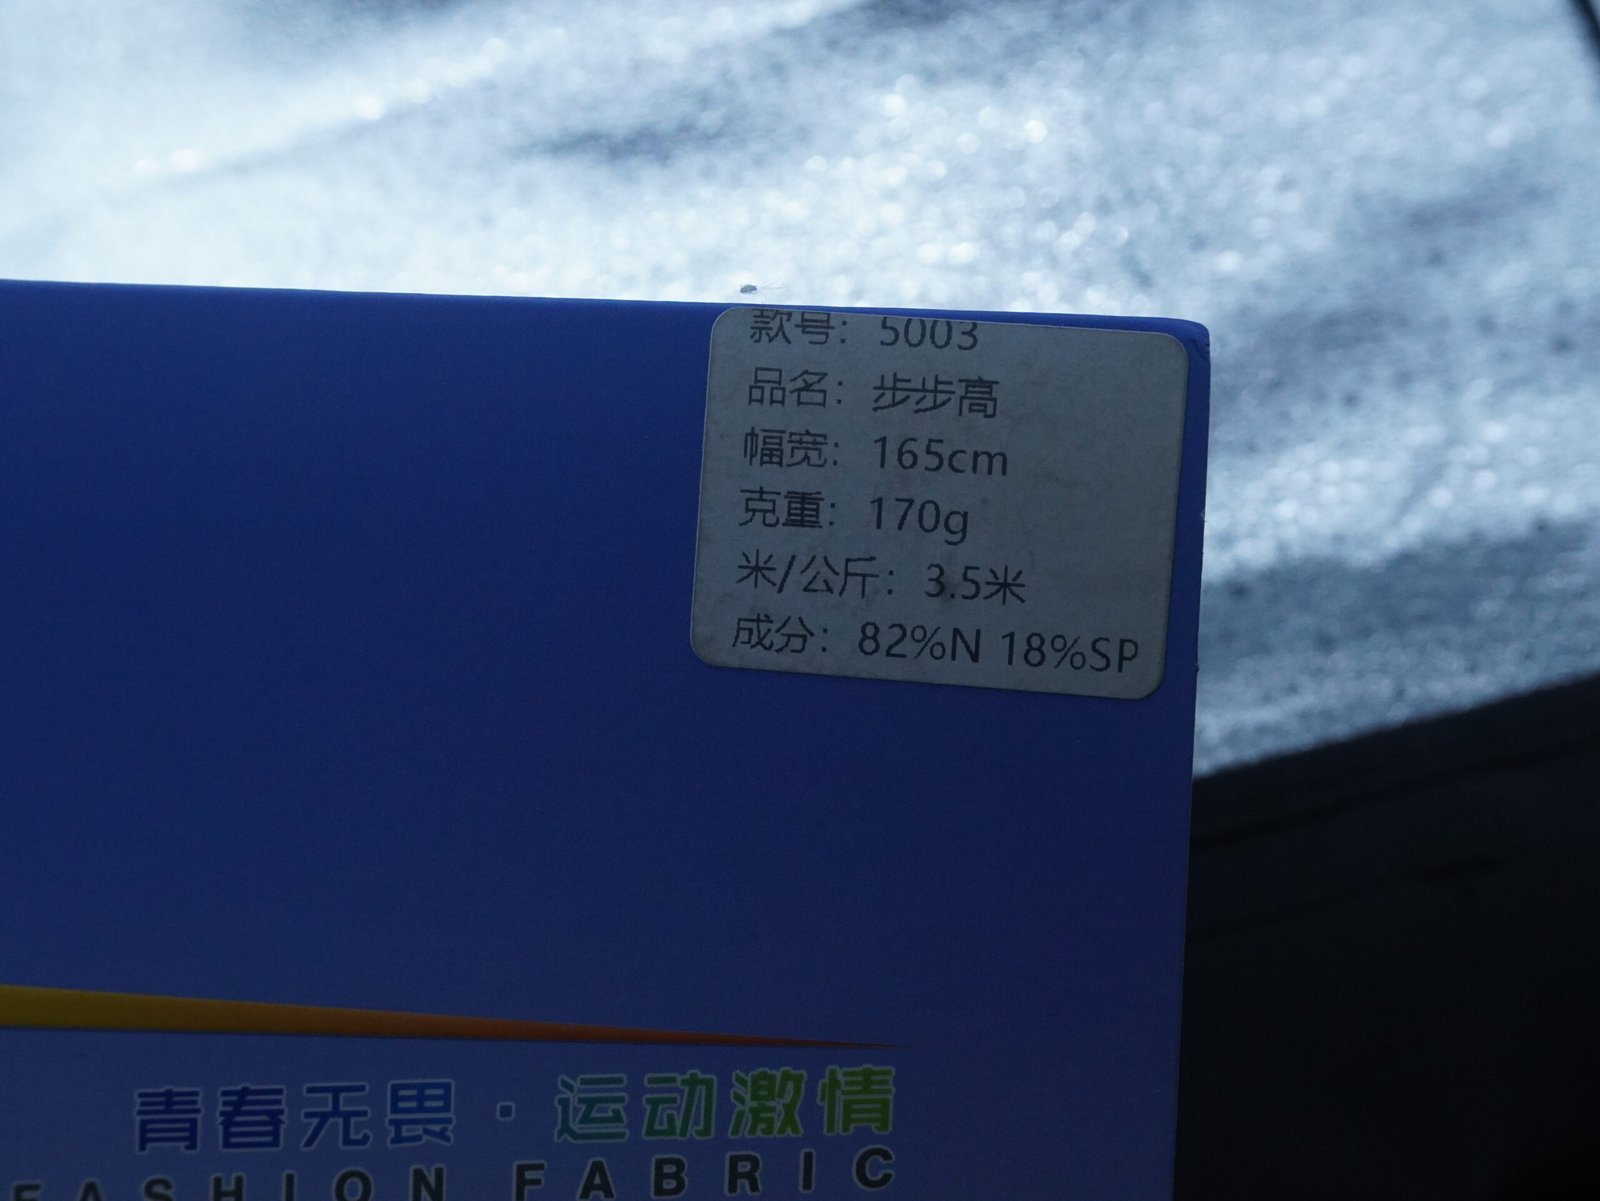 款号：5003
品名：步步高
幅宽：165cm
克重：170g
米/公斤：3.5米
成分：82%N 18%SP
青春无畏·运动激情
FASHION FABRIC